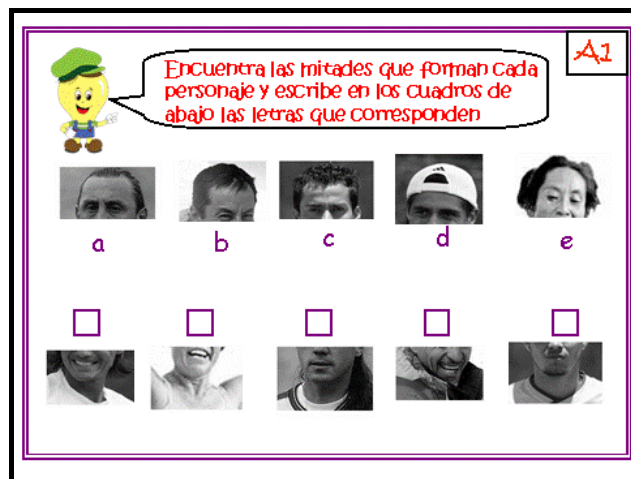 A1
Encuentra las mitades que forman cada
personaje y escribe en los cuadros de
abajo las letras que corresponden
a b c d e